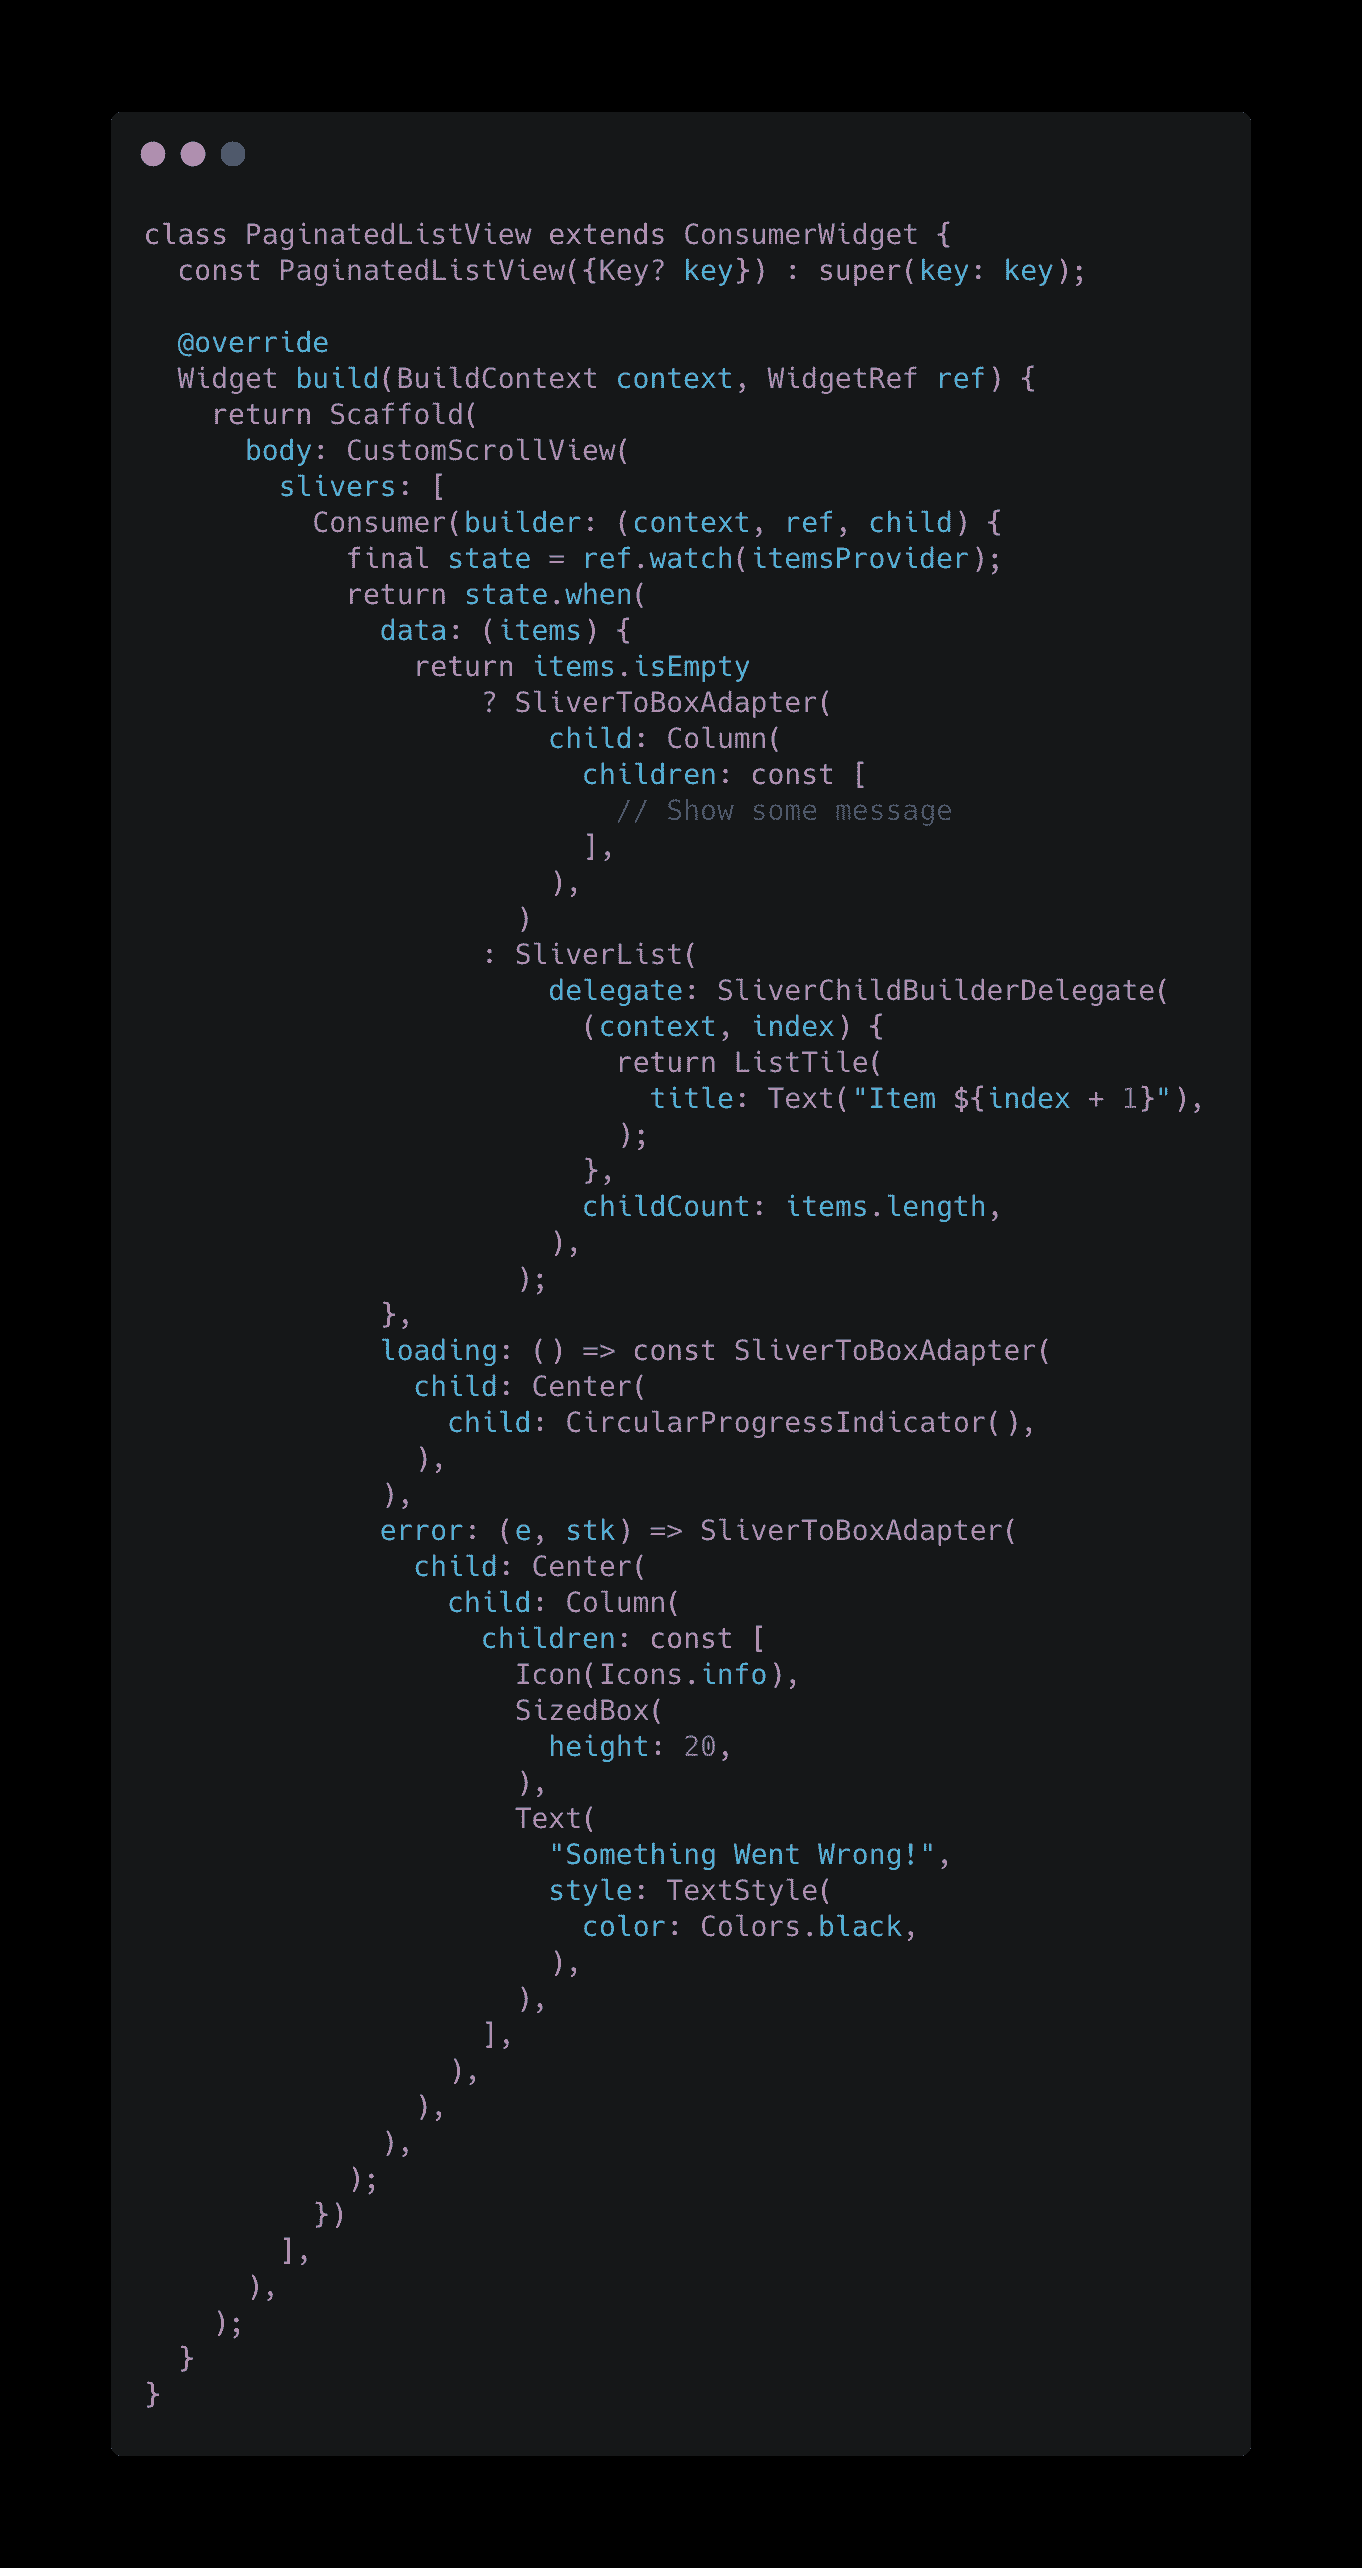 class PaginatedListView extends ConsumerWidget {
  const PaginatedListView({Key? key}) : super(key: key);

  @override
  Widget build(BuildContext context, WidgetRef ref) {
    return Scaffold(
      body: CustomScrollView(
        slivers: [
          Consumer(builder: (context, ref, child) {
            final state = ref.watch(itemsProvider);
            return state.when(
              data: (items) {
                return items.isEmpty
                    ? SliverToBoxAdapter(
                        child: Column(
                          children: const [
                            // Show some message
                          ],
                        ),
                      )
                    : SliverList(
                        delegate: SliverChildBuilderDelegate(
                          (context, index) {
                            return ListTile(
                              title: Text("Item ${index + 1}"),
                            );
                          },
                          childCount: items.length,
                        ),
                      );
              },
              loading: () => const SliverToBoxAdapter(
                child: Center(
                  child: CircularProgressIndicator(),
                ),
              ),
              error: (e, stk) => SliverToBoxAdapter(
                child: Center(
                  child: Column(
                    children: const [
                      Icon(Icons.info),
                      SizedBox(
                        height: 20,
                      ),
                      Text(
                        "Something Went Wrong!",
                        style: TextStyle(
                          color: Colors.black,
                        ),
                      ),
                    ],
                  ),
                ),
              ),
            );
          })
        ],
      ),
    );
  }
}